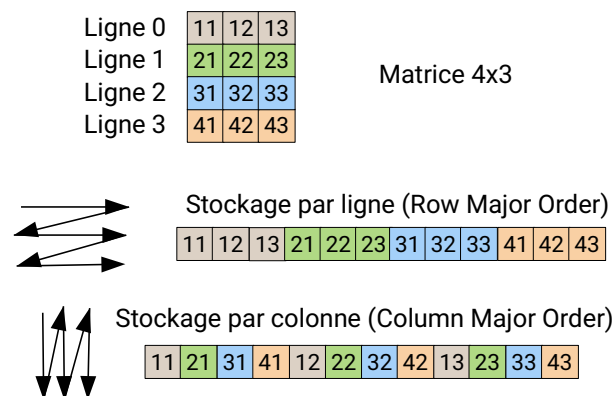 Ligne 0 11 12 13
Ligne 1 21 22 23
Ligne 2 31 32 33
Ligne 3 41 42 43
Matrice 4x3
Stockage par ligne (Row Major Order)
11 12 13 21 22 23 31 32 33 41 42 43
Stockage par colonne (Column Major Order)
11 21 31 41 12 22 32 42 13 23 33 43